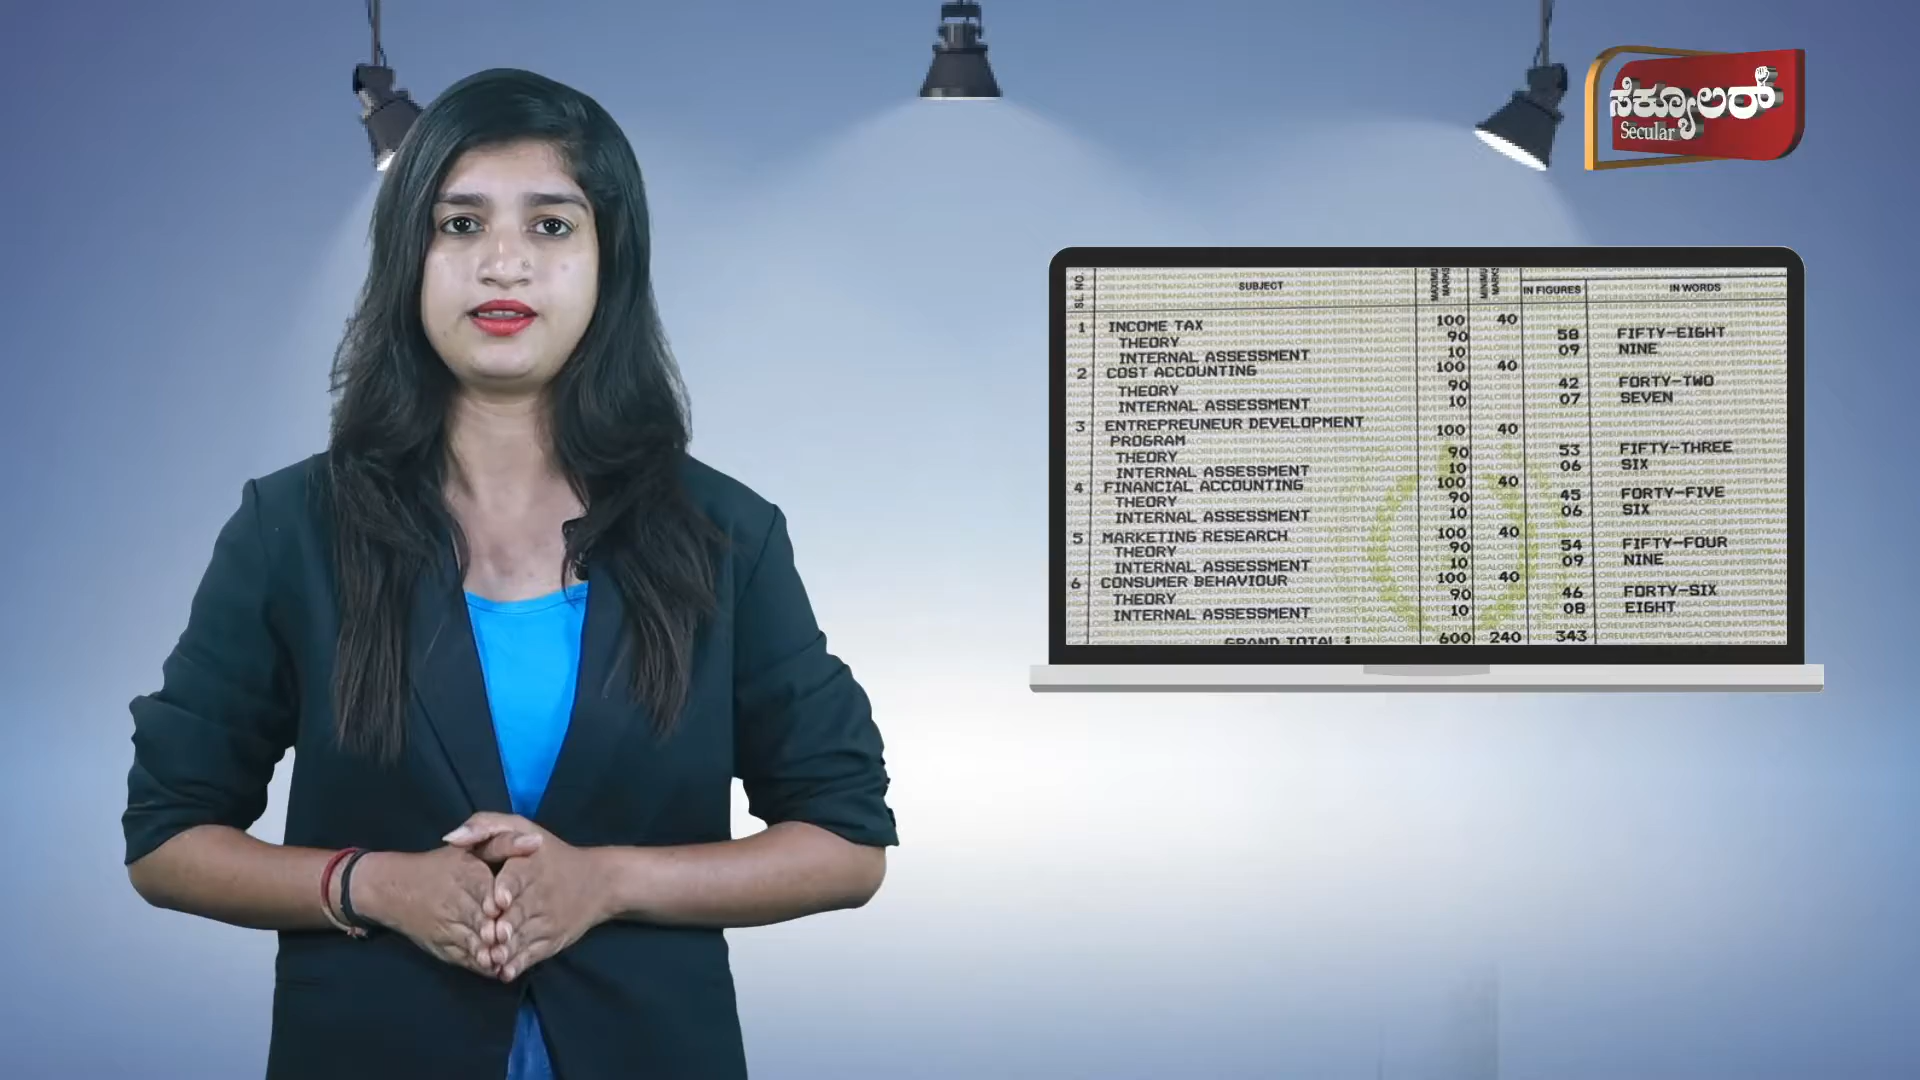 ಸೆಕ್ಯೂಲರ್
Secular
SL. NO. SUBJECT MAXIMUM MARKS MINIMUM MARKS IN FIGURES IN WORDS
1 INCOME TAX 100 40
THEORY 90 58 FIFTY-EIGHT
INTERNAL ASSESSMENT 10 09 NINE
2 COST ACCOUNTING 100 40
THEORY 90 42 FORTY-TWO
INTERNAL ASSESSMENT 10 07 SEVEN
3 ENTREPREUNEUR DEVELOPMENT 100 40
PROGRAM
THEORY 90 53 FIFTY-THREE
INTERNAL ASSESSMENT 10 06 SIX
4 FINANCIAL ACCOUNTING 100 40
THEORY 90 45 FORTY-FIVE
INTERNAL ASSESSMENT 10 06 SIX
5 MARKETING RESEARCH 100 40
THEORY 90 54 FIFTY-FOUR
INTERNAL ASSESSMENT 10 09 NINE
6 CONSUMER BEHAVIOUR 100 40
THEORY 90 46 FORTY-SIX
INTERNAL ASSESSMENT 10 08 EIGHT
GRAND TOTAL : 600 240 343